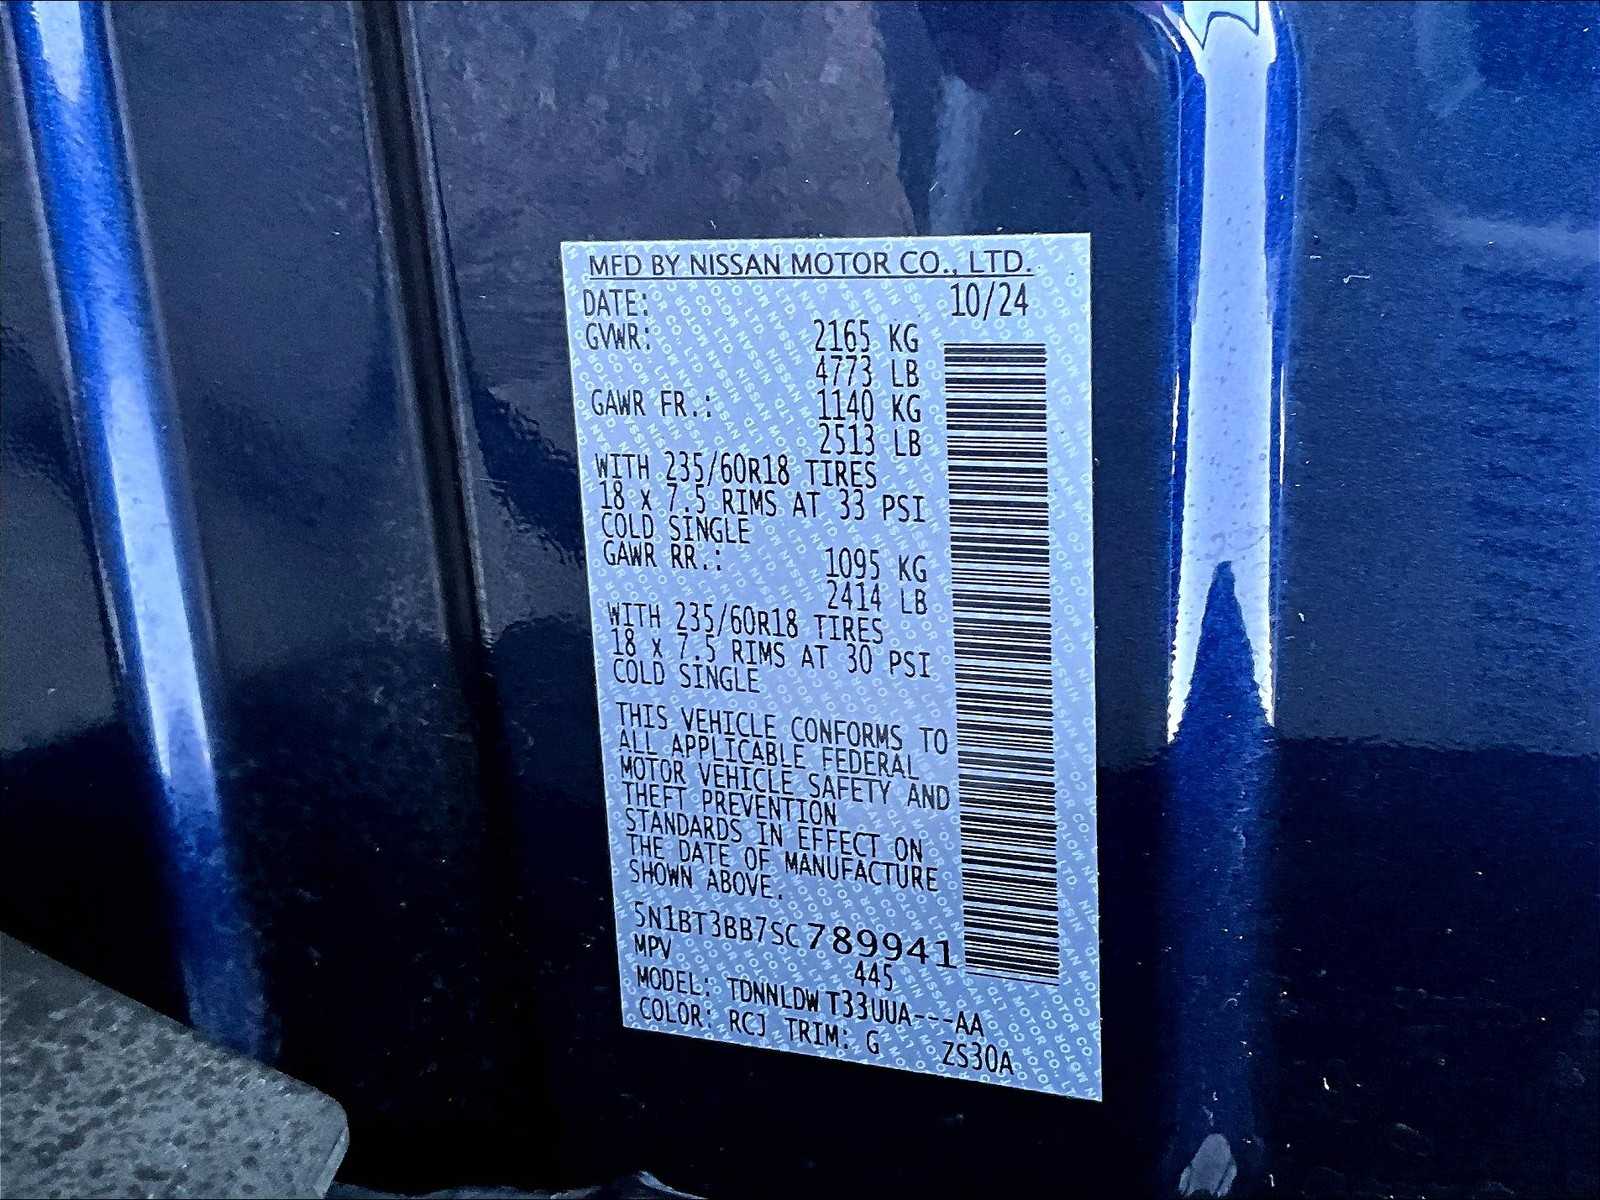 MFD BY NISSAN MOTOR CO., LTD.
DATE: 10/24
GVWR: 2165 KG
4773 LB
GAWR FR.: 1140 KG
2513 LB
WITH 235/60R18 TIRES
18 x 7.5 RIMS AT 33 PSI
COLD SINGLE
GAWR RR.: 1095 KG
2414 LB
WITH 235/60R18 TIRES
18 x 7.5 RIMS AT 30 PSI
COLD SINGLE
THIS VEHICLE CONFORMS TO
ALL APPLICABLE FEDERAL
MOTOR VEHICLE SAFETY AND
THEFT PREVENTION
STANDARDS IN EFFECT ON
THE DATE OF MANUFACTURE
SHOWN ABOVE.
5N1BT3BB7SC789941
MPV 445
MODEL: TDNNLDW T33UUA---AA
COLOR: RCJ TRIM: G ZS30A